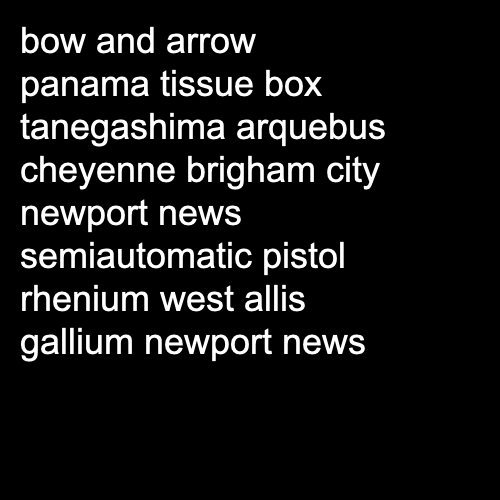 bow and arrow
panama tissue box
tanegashima arquebus
cheyenne brigham city
newport news
semiautomatic pistol
rhenium west allis
gallium newport news